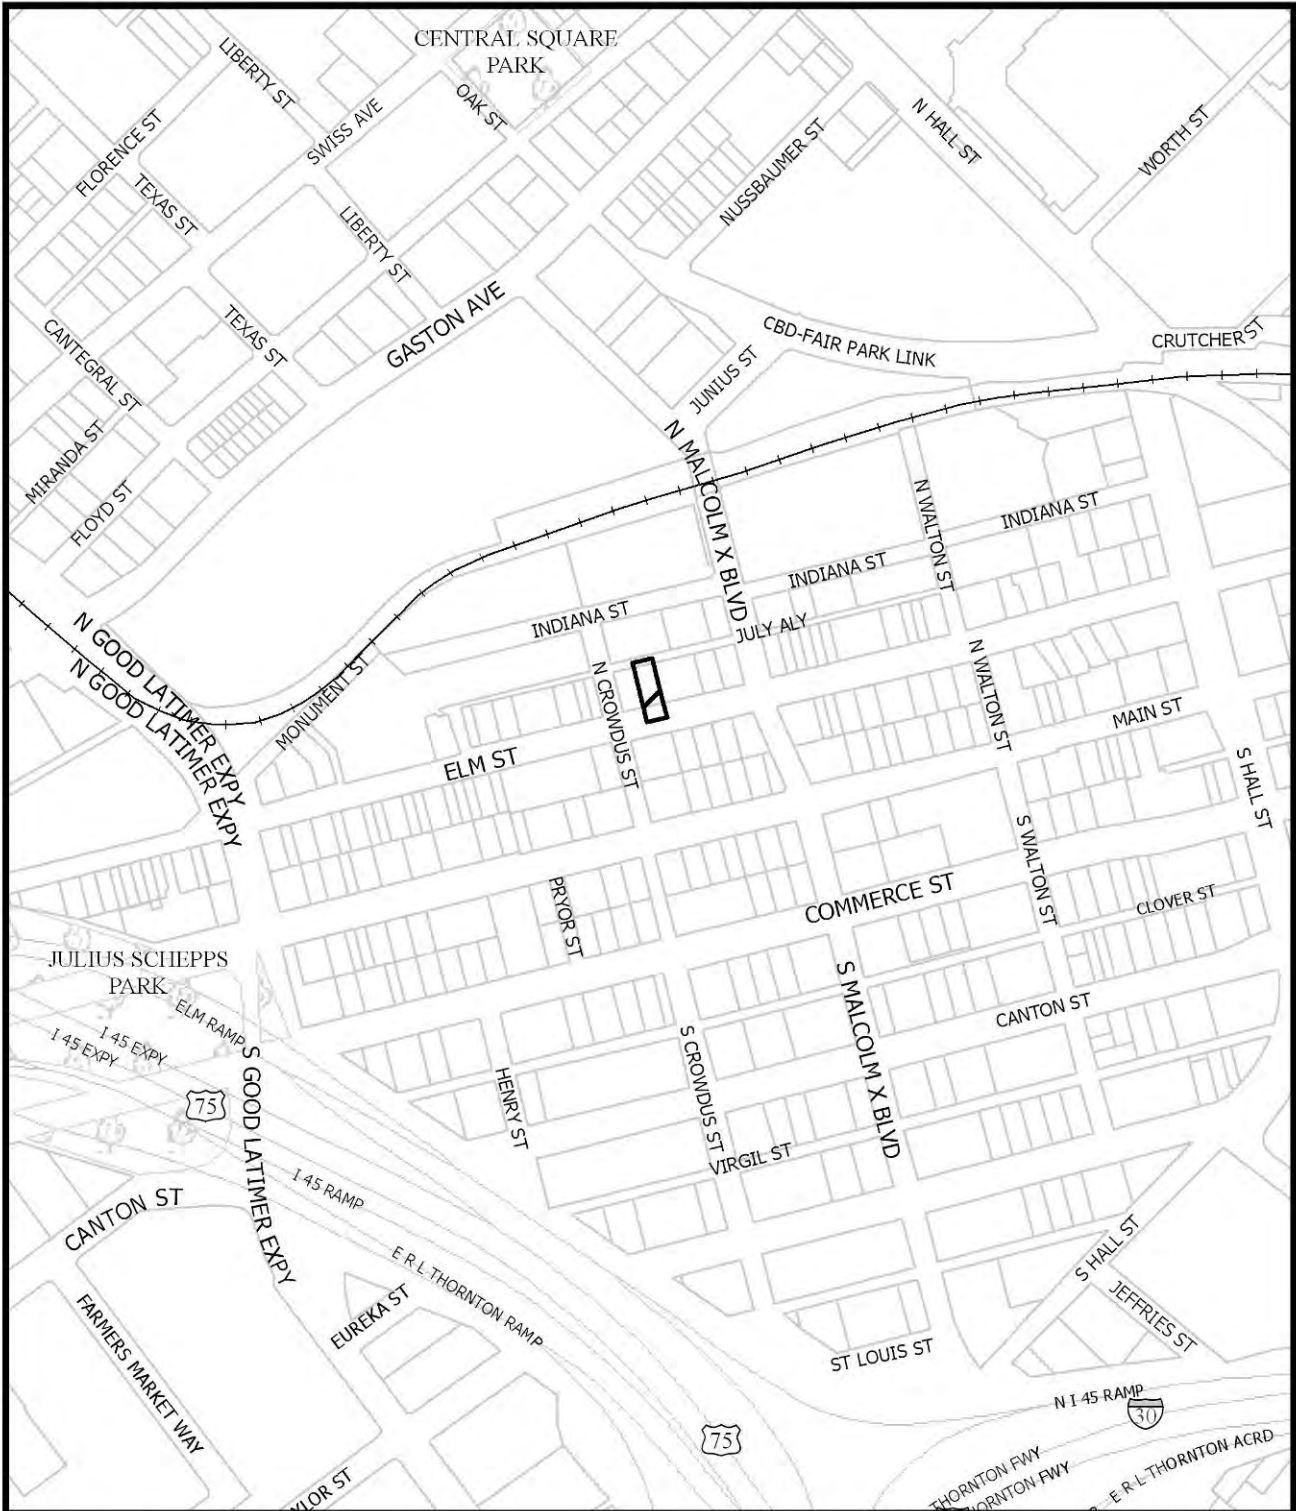 CENTRAL SQUARE
PARK
LIBERTY ST
OAK ST
SWISS AVE
N HALL ST
WORTH ST
FLORENCE ST
NUSSBAUMER ST
TEXAS ST
LIBERTY ST
GASTON AVE
TEXAS ST
CANTEGRAL ST
CBD-FAIR PARK LINK
CRUTCHER ST
JUNIUS ST
MIRANDA ST
FLOYD ST
N MALCOLM X BLVD
N WALTON ST
INDIANA ST
INDIANA ST
INDIANA ST
JULY ALY
N GOOD LATIMER EXPY
N GOOD LATIMER EXPY
MONUMENT ST
N CROWDUS ST
N WALTON ST
MAIN ST
ELM ST
S HALL ST
S WALTON ST
PRYOR ST
COMMERCE ST
CLOVER ST
JULIUS SCHEPPS
PARK
ELM RAMP
I 45 EXPY
I 45 EXPY
S MALCOLM X BLVD
CANTON ST
S GOOD LATIMER EXPY
75
HENRY ST
S CROWDUS ST
VIRGIL ST
I 45 RAMP
CANTON ST
S HALL ST
E R L THORNTON RAMP
EUREKA ST
FARMERS MARKET WAY
JEFFRIES ST
ST LOUIS ST
N I 45 RAMP
30
75
THORNTON FWY
E R L THORNTON ACRD